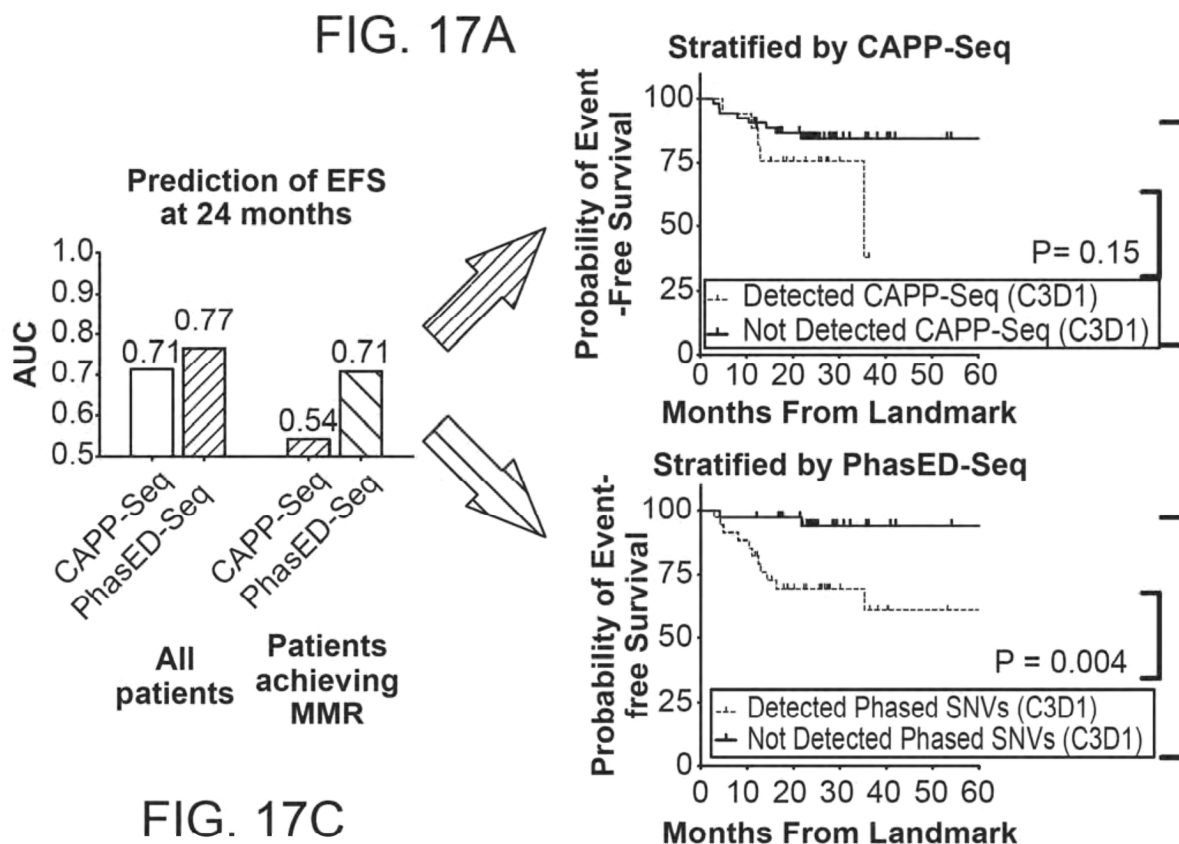 FIG. 17A
Prediction of EFS
at 24 months
AUC
1.0
0.9
0.8
0.7
0.6
0.5
0.71
0.77
0.54
0.71
CAPP-Seq
PhasED-Seq
CAPP-Seq
PhasED-Seq
All
patients
Patients
achieving
MMR
Stratified by CAPP-Seq
Probability of Event
-Free Survival
100
75
50
25
0
P= 0.15
Detected CAPP-Seq (C3D1)
Not Detected CAPP-Seq (C3D1)
0 10 20 30 40 50 60
Months From Landmark
Stratified by PhasED-Seq
Probability of Event-
free Survival
100
75
50
25
0
P = 0.004
Detected Phased SNVs (C3D1)
Not Detected Phased SNVs (C3D1)
0 10 20 30 40 50 60
Months From Landmark
FIG. 17C